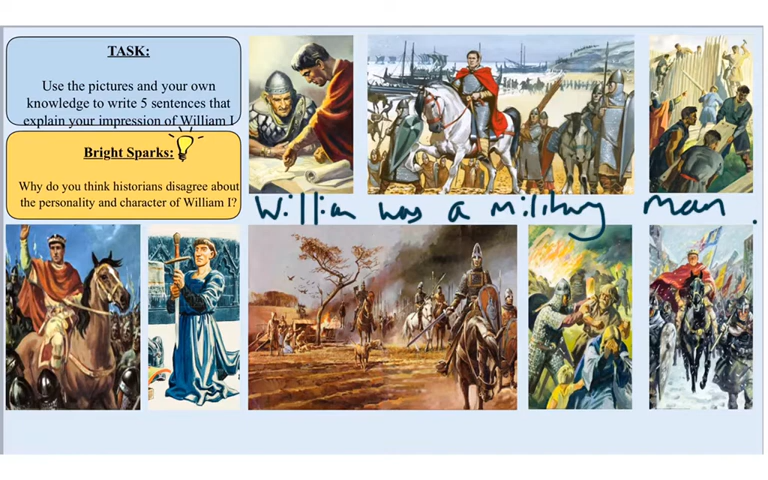 TASK:
Use the pictures and your own
knowledge to write 5 sentences that
explain your impression of William I
Bright Sparks:
Why do you think historians disagree about
the personality and character of William I?
William was a military man.